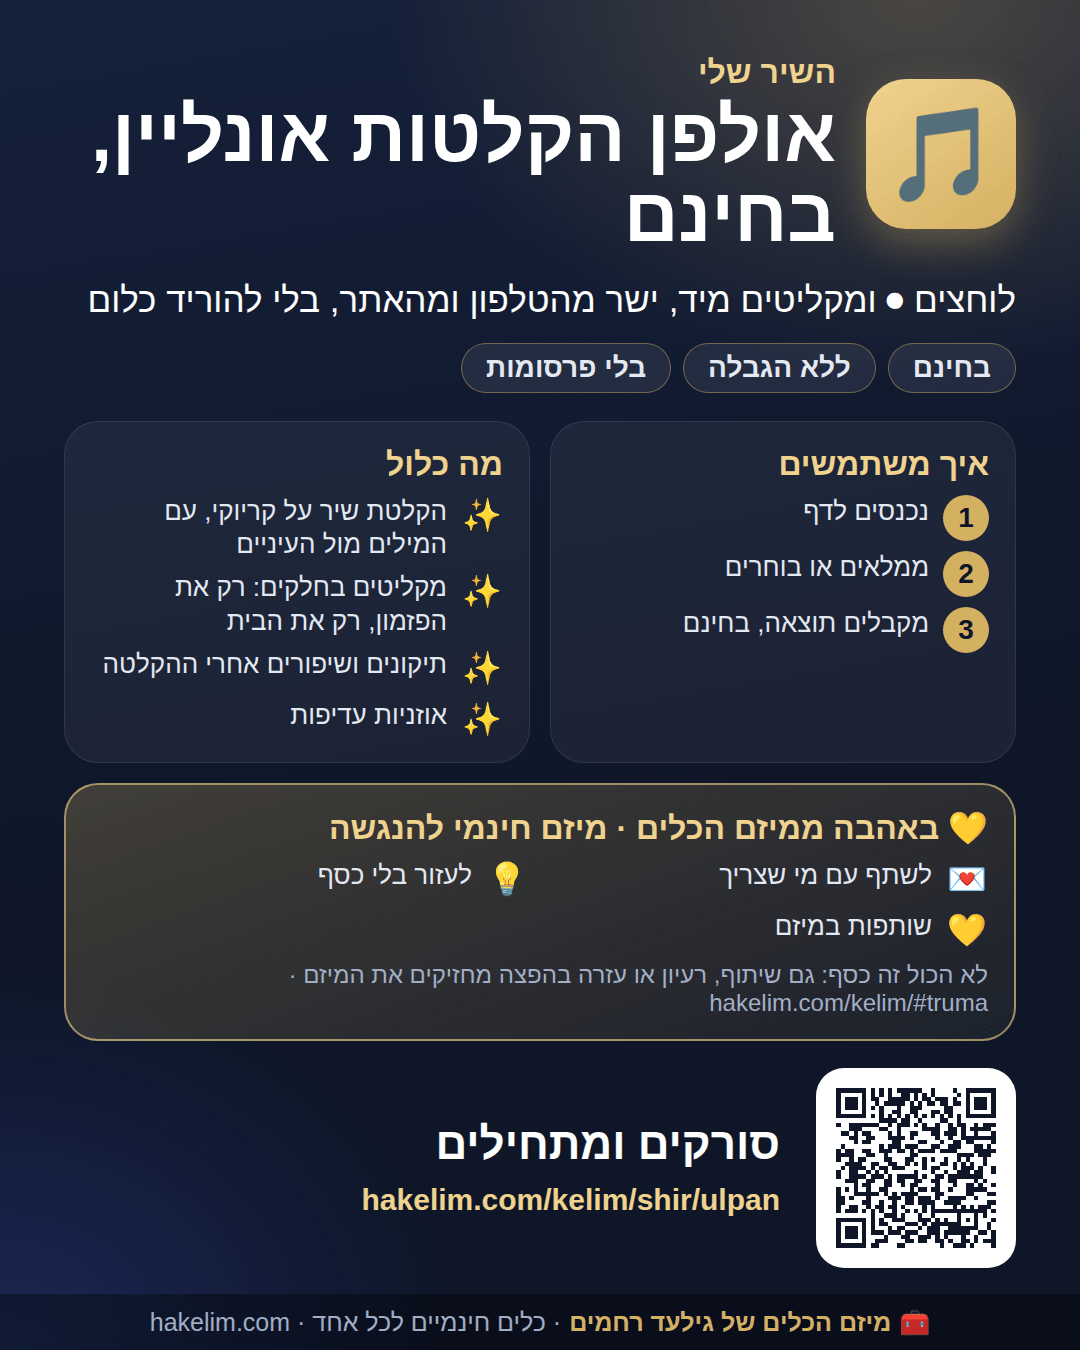 השיר שלי
אולפן הקלטות אונליין,
בחינם
לוחצים ● ומקליטים מיד, ישר מהטלפון ומהאתר, בלי להוריד כלום
בחינם
ללא הגבלה
בלי פרסומות
איך משתמשים
1 נכנסים לדף
2 ממלאים או בוחרים
3 מקבלים תוצאה, בחינם
מה כלול
✨ הקלטת שיר על קריוקי, עם
המילים מול העיניים
✨ מקליטים בחלקים: רק את
הפזמון, רק את הבית
✨ תיקונים ושיפורים אחרי ההקלטה
✨ אוזניות עדיפות
💛 באהבה ממיזם הכלים · מיזם חינמי להנגשה
💌 לשתף עם מי שצריך
💡 לעזור בלי כסף
💛 שותפות במיזם
לא הכול זה כסף: גם שיתוף, רעיון או עזרה בהפצה מחזיקים את המיזם ·
hakelim.com/kelim/#truma
סורקים ומתחילים
hakelim.com/kelim/shir/ulpan
🧰 מיזם הכלים של גילעד רחמים · כלים חינמיים לכל אחד · hakelim.com